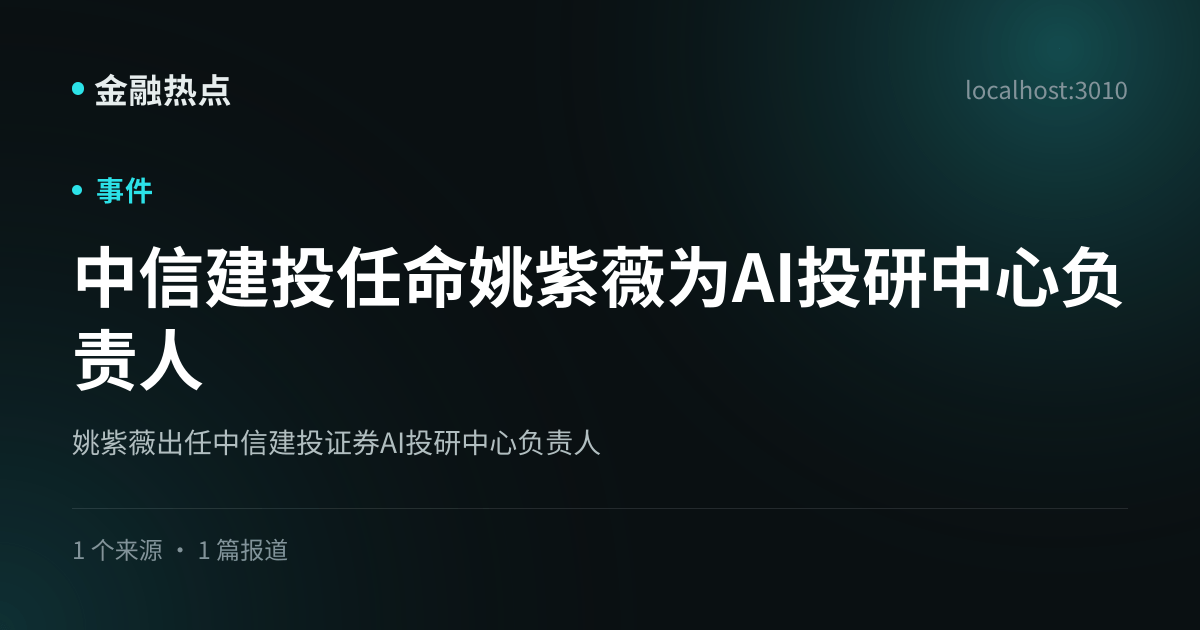 金融热点
localhost:3010
事件
中信建投任命姚紫薇为AI投研中心负
责人
姚紫薇出任中信建投证券AI投研中心负责人
1 个来源 · 1 篇报道